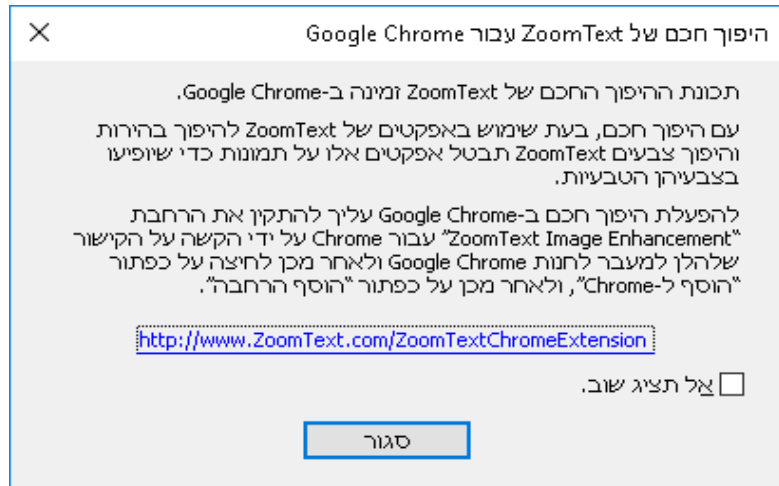 היפוך חכם של ZoomText עבור Google Chrome
תכונת ההיפוך החכם של ZoomText זמינה ב-Google Chrome.
עם היפוך חכם, בעת שימוש באפקטים של ZoomText להיפוך בהירות
והיפוך צבעים ZoomText תבטל אפקטים אלו על תמונות כדי שיופיעו
בצבעיהן הטבעיות.
להפעלת היפוך חכם ב-Google Chrome עליך להתקין את הרחבת
"ZoomText Image Enhancement" עבור Chrome על ידי הקשה על הקישור
שלהלן למעבר לחנות Google Chrome ולאחר מכן לחיצה על כפתור
"הוסף ל-Chrome", ולאחר מכן על כפתור "הוסף הרחבה".
http://www.ZoomText.com/ZoomTextChromeExtension
אל תציג שוב.
סגור